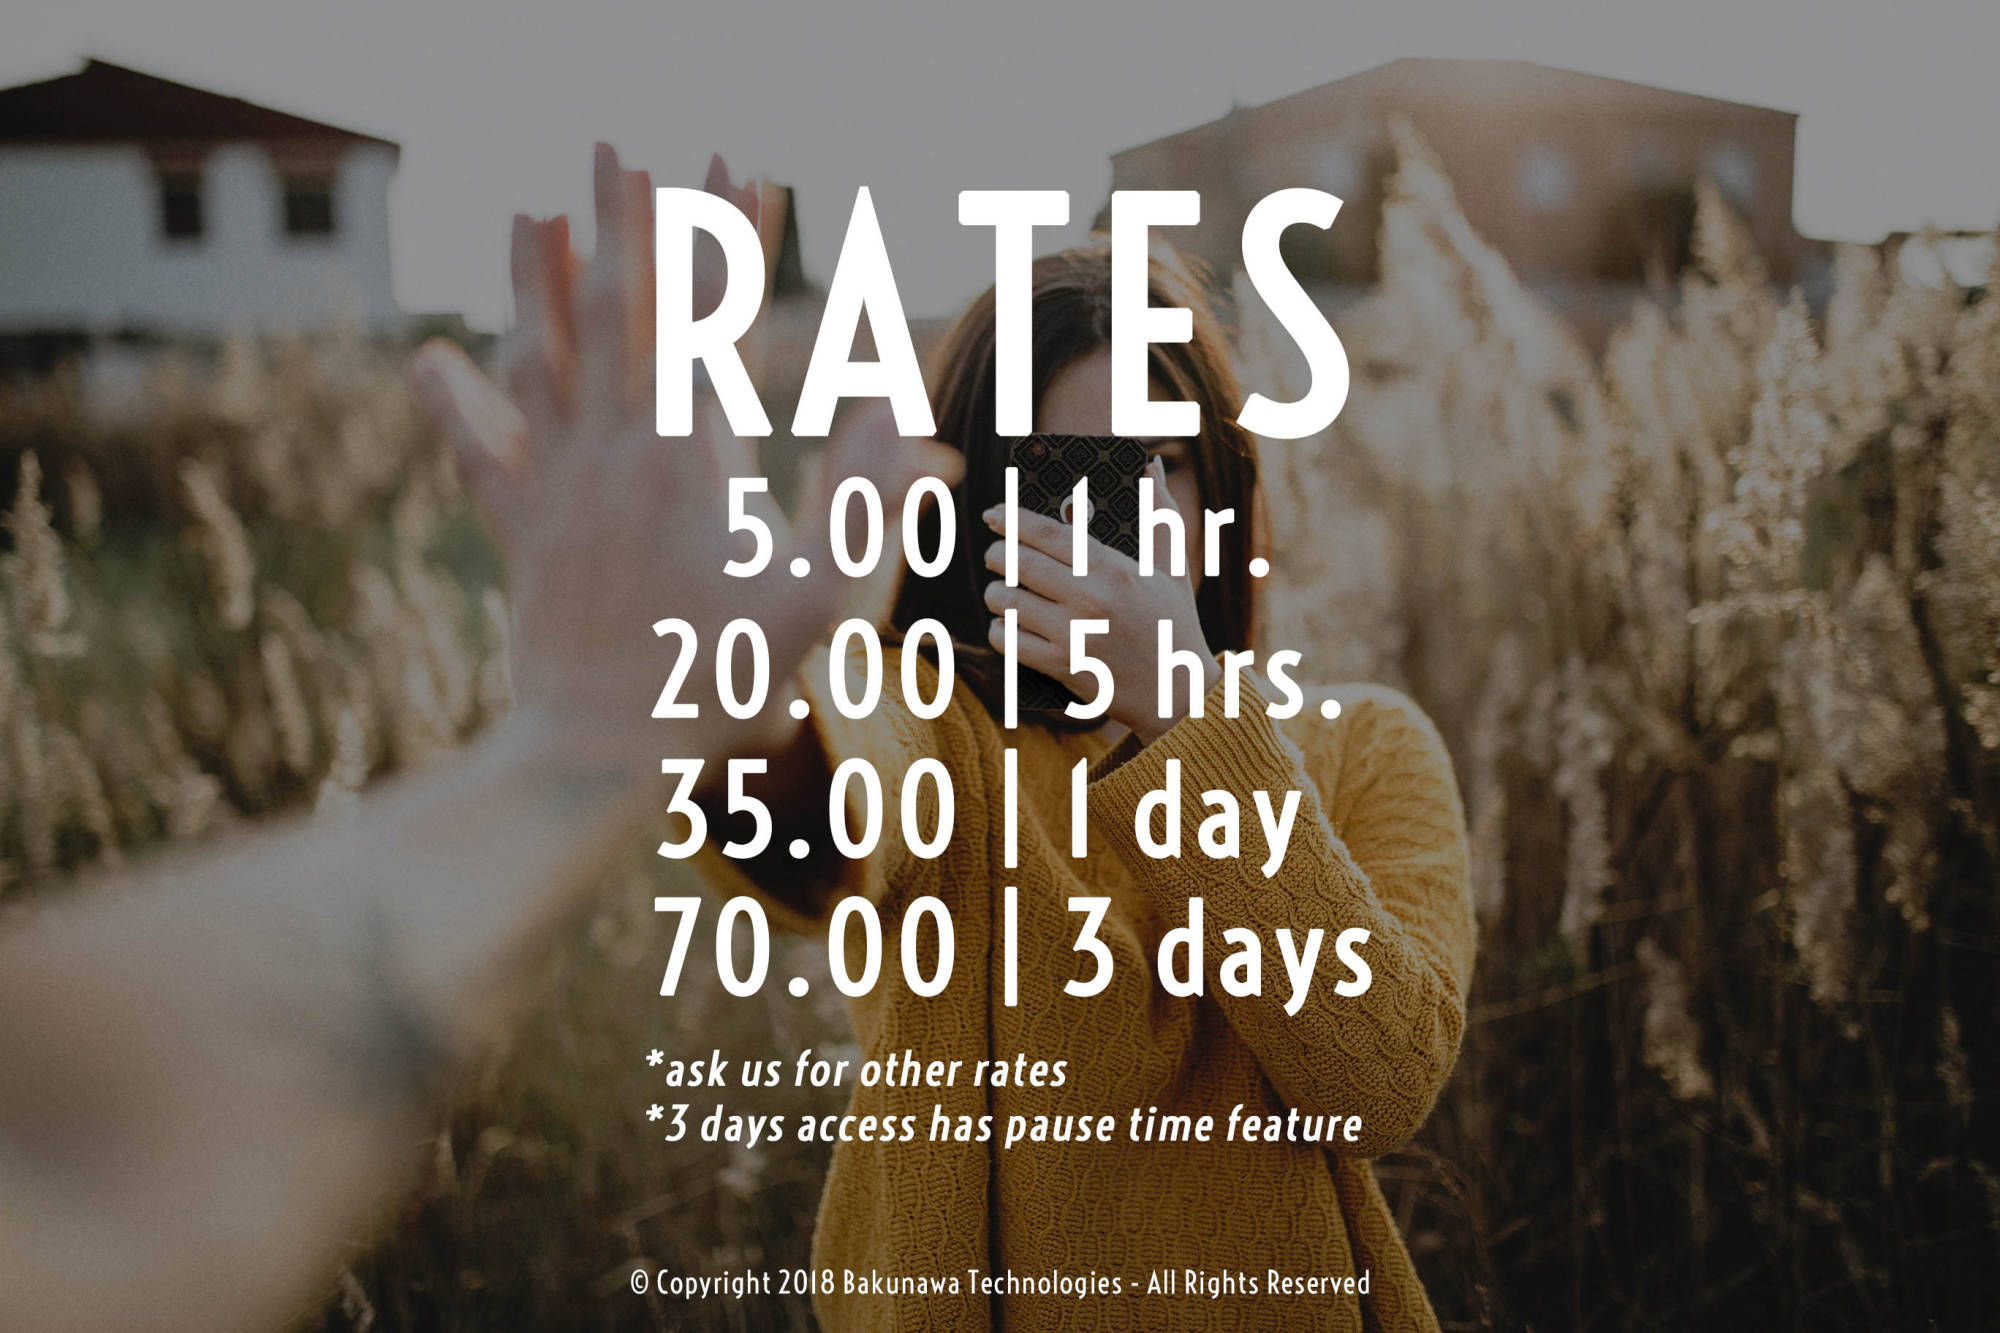 RATES
5.00 | 1 hr.
20.00 | 5 hrs.
35.00 | 1 day
70.00 | 3 days
*ask us for other rates
*3 days access has pause time feature
© Copyright 2018 Bakunawa Technologies - All Rights Reserved